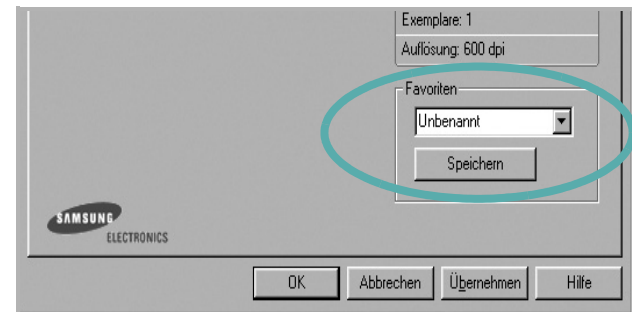 Exemplare: 1
Auflösung: 600 dpi
Favoriten
Unbenannt
Speichern
SAMSUNG
ELECTRONICS
OK Abbrechen Übernehmen Hilfe